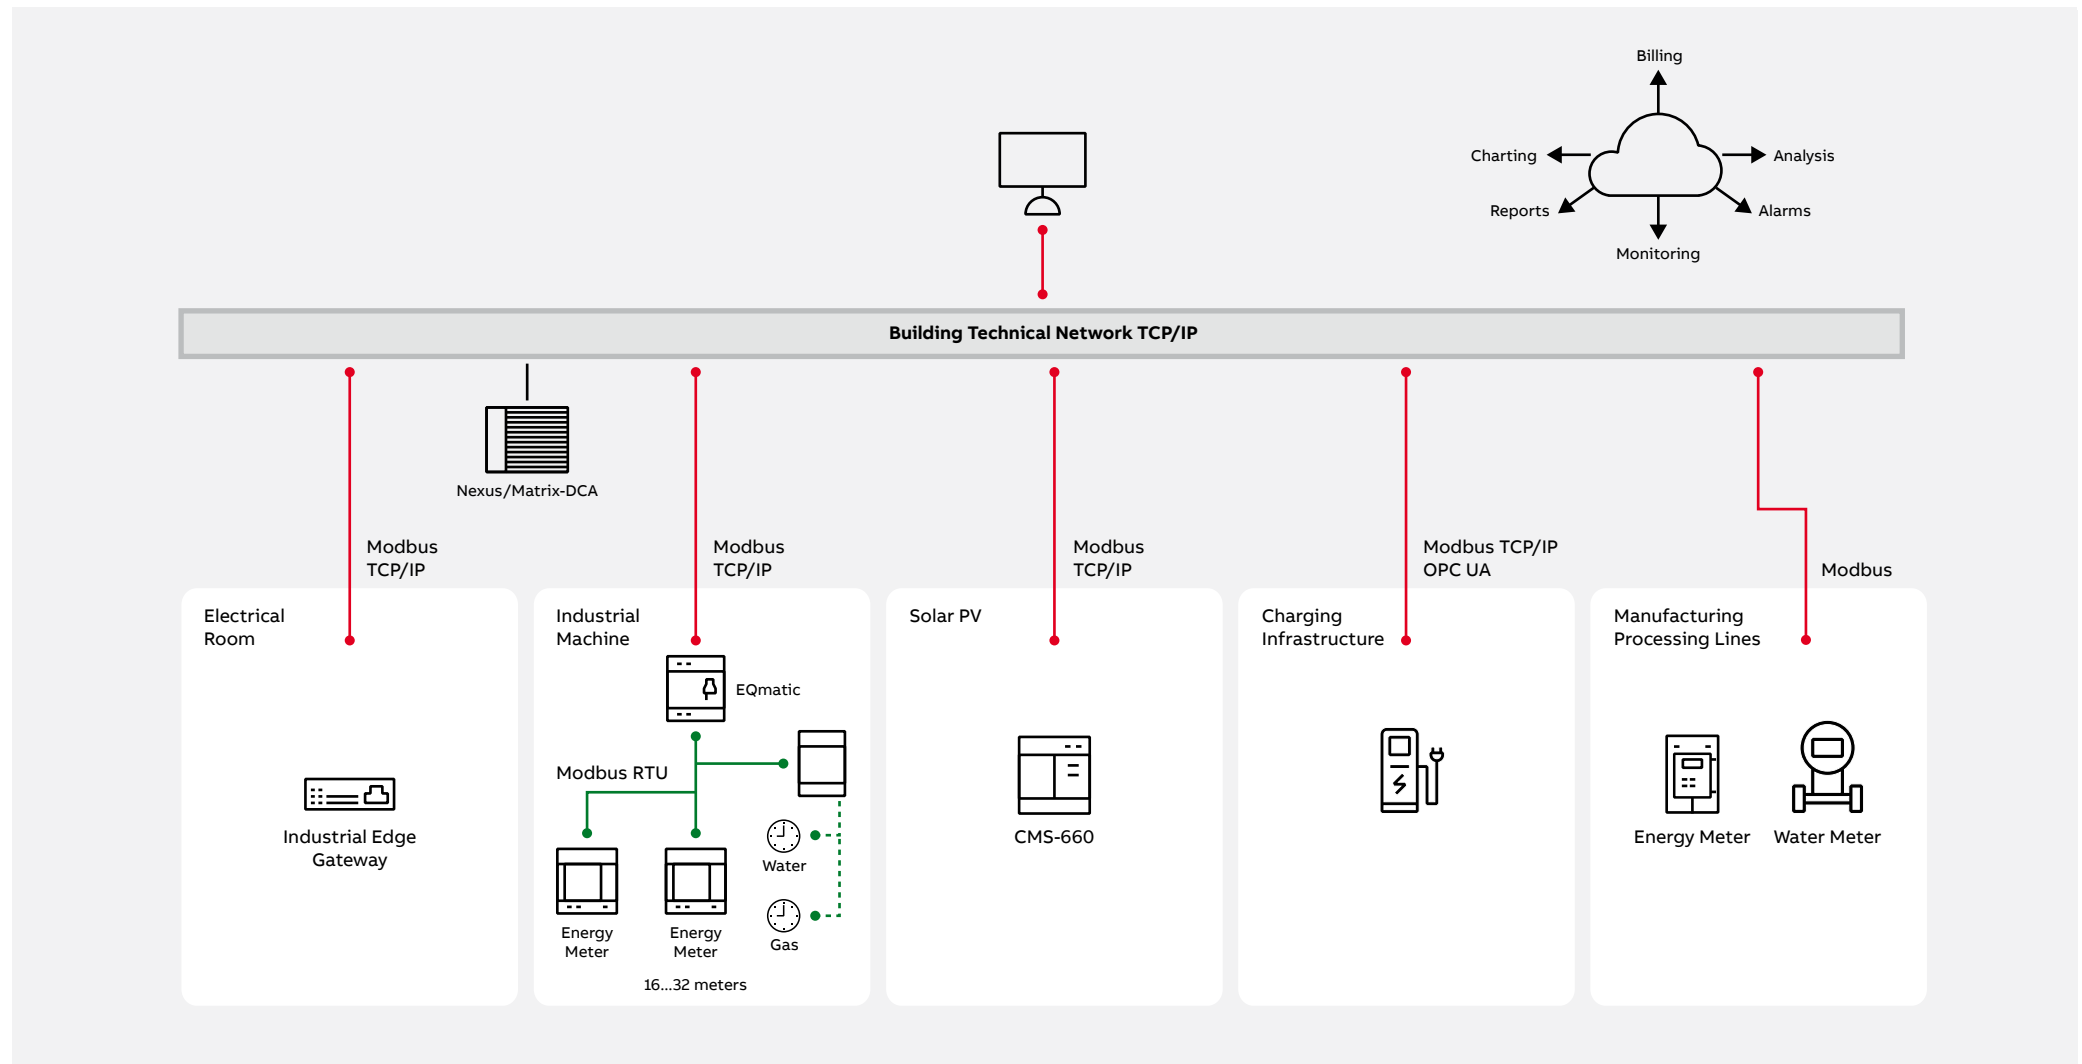 Billing
Charting
Analysis
Reports
Alarms
Monitoring
Building Technical Network TCP/IP
Nexus/Matrix-DCA
Modbus
TCP/IP
Modbus
TCP/IP
Modbus
TCP/IP
Modbus TCP/IP
OPC UA
Modbus
Electrical
Room
Industrial Edge
Gateway
Industrial
Machine
EQmatic
Modbus RTU
Water
Gas
Energy
Meter
Energy
Meter
16...32 meters
Solar PV
CMS-660
Charging
Infrastructure
Manufacturing
Processing Lines
Energy Meter
Water Meter